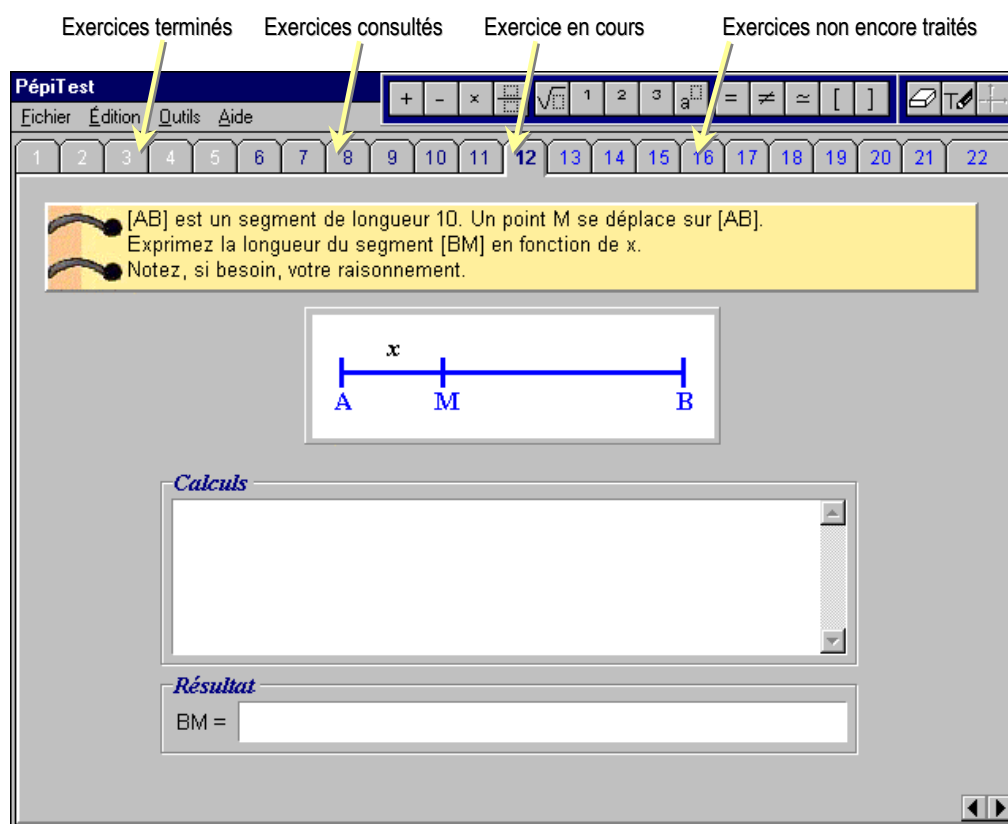 Exercices terminés Exercices consultés Exercice en cours Exercices non encore traités
PépiTest
+ - × √ 1 2 3 a = ≠ ≃ [ ] T
Fichier Édition Outils Aide
1 2 3 4 5 6 7 8 9 10 11 12 13 14 15 16 17 18 19 20 21 22
[AB] est un segment de longueur 10. Un point M se déplace sur [AB].
Exprimez la longueur du segment [BM] en fonction de x.
Notez, si besoin, votre raisonnement.
x
A M B
Calculs
Résultat
BM =